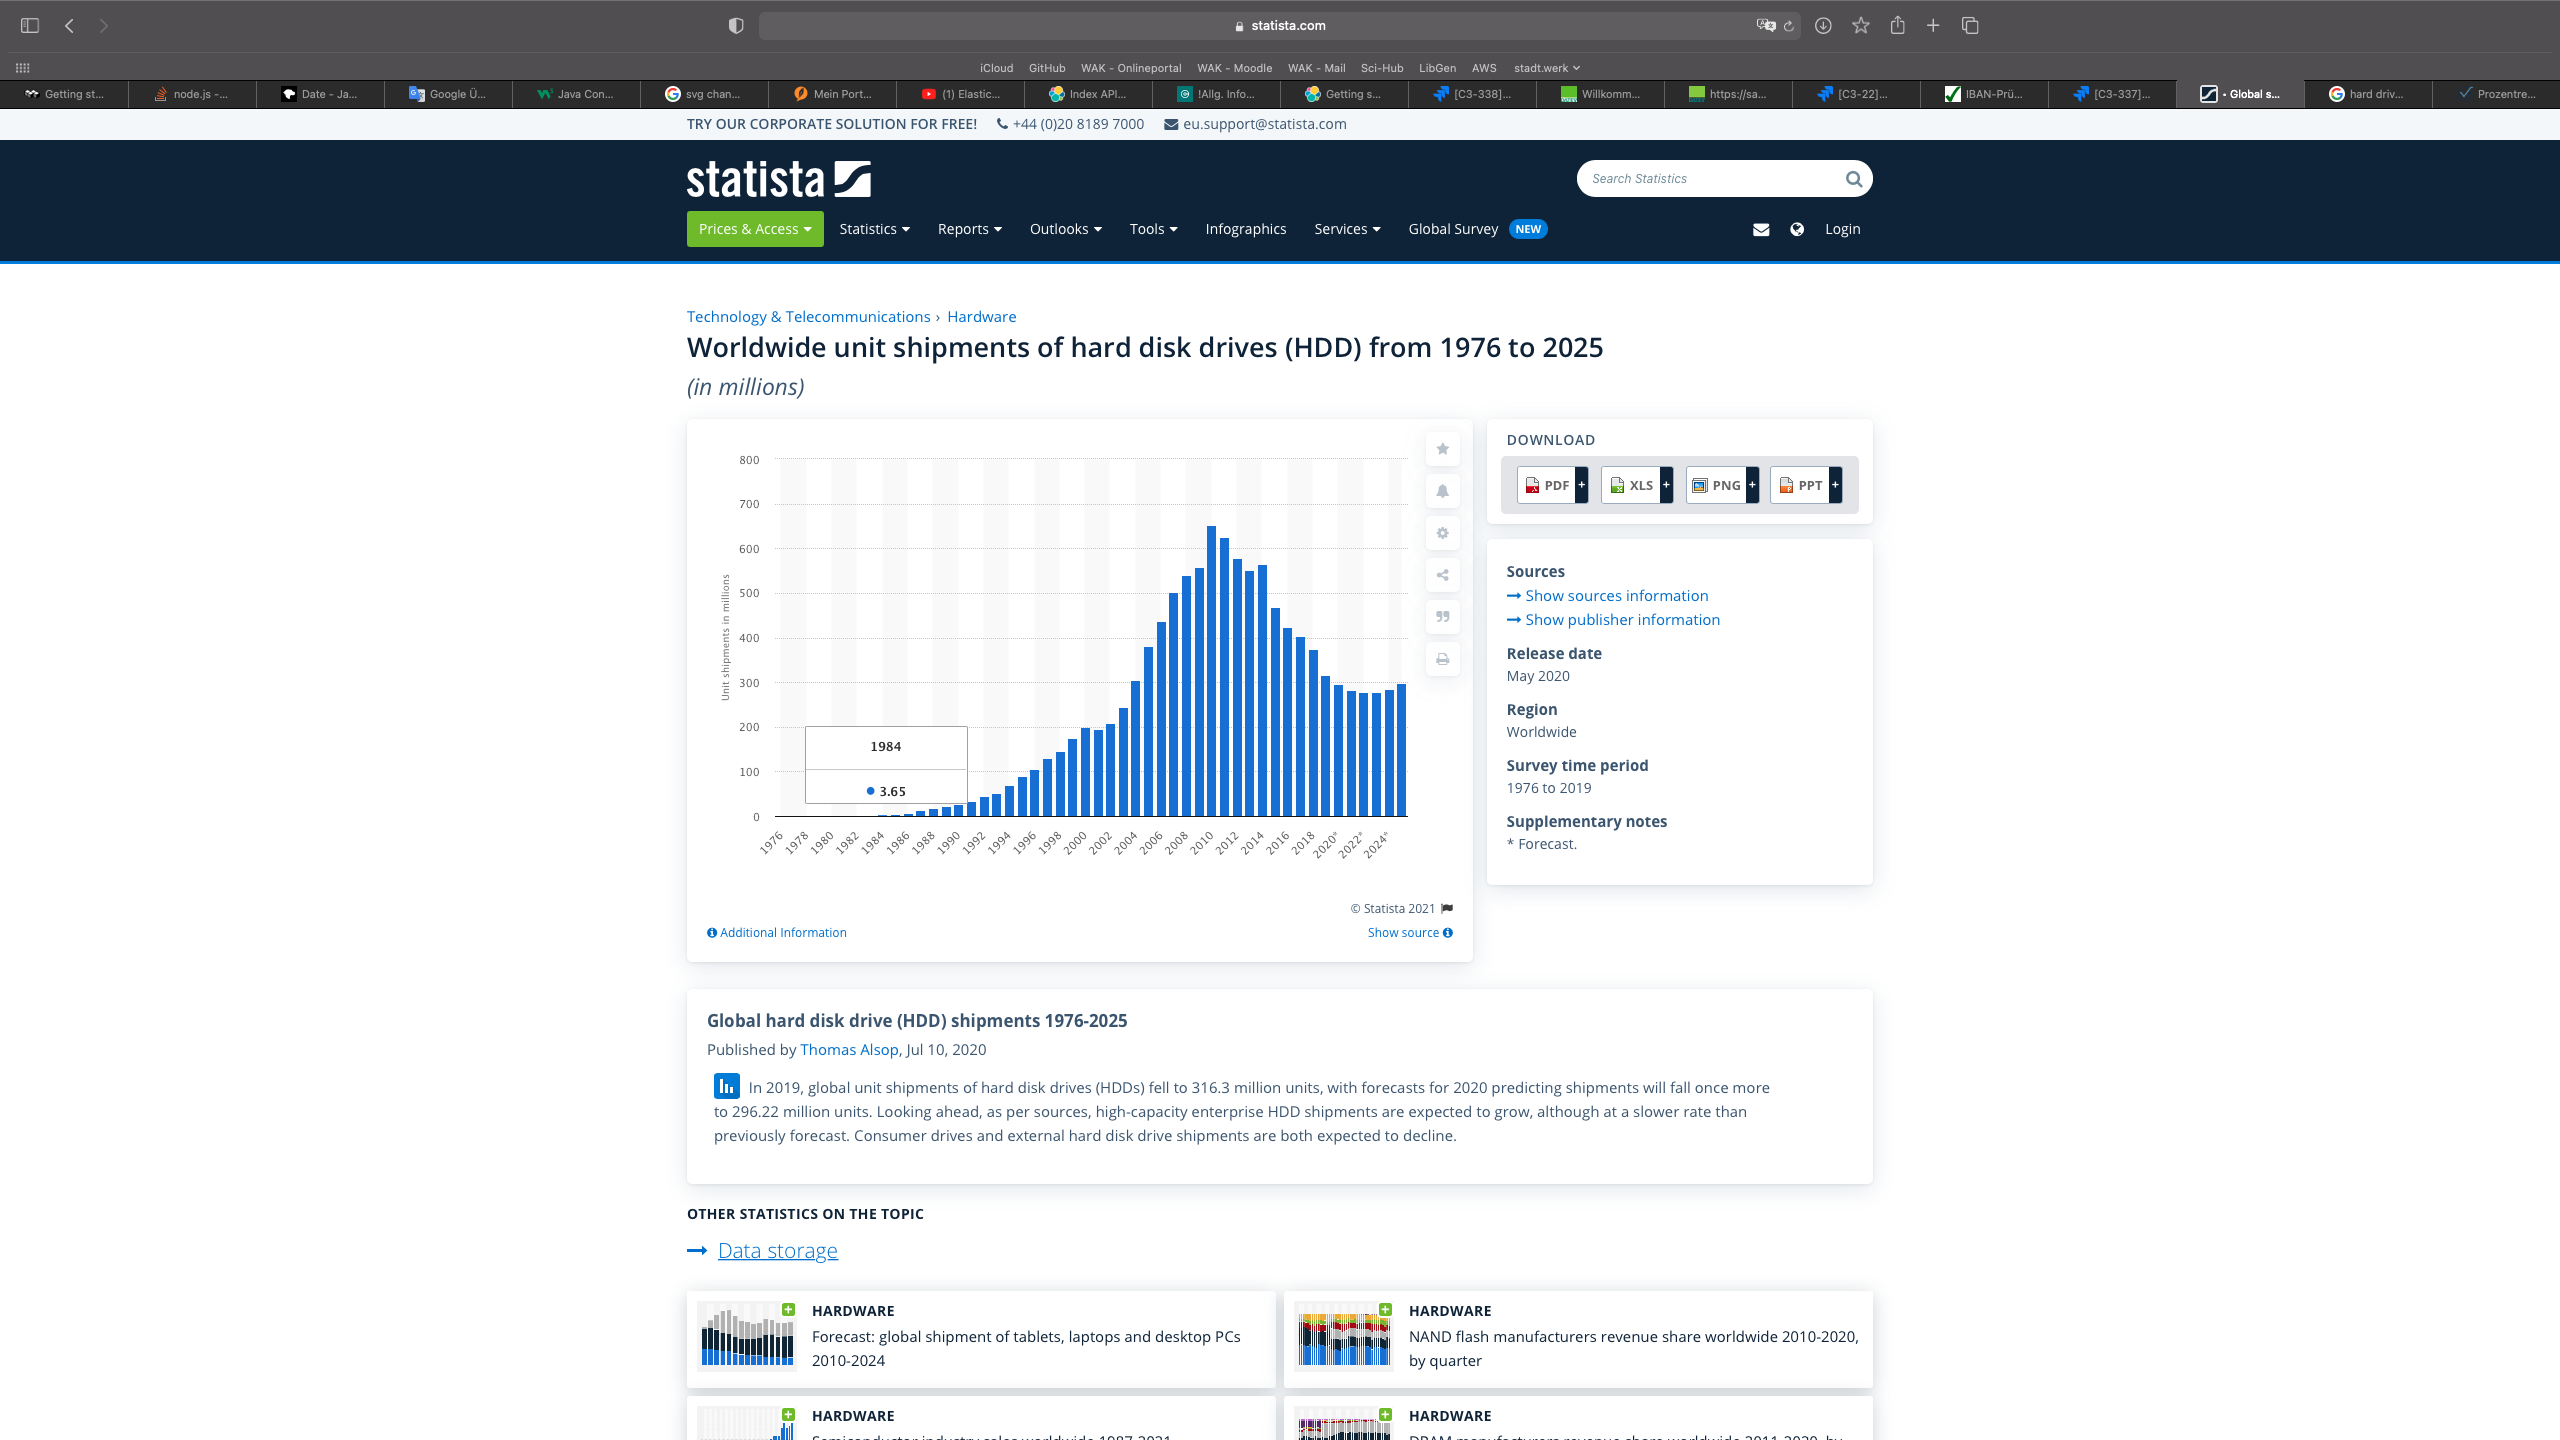 statista.com
iCloud GitHub WAK - Onlineportal WAK - Moodle WAK - Mail Sci-Hub LibGen AWS stadt.werk
Getting st... node.js -... Date - Ja... Google Ü... Java Con... svg chan... Mein Port... (1) Elastic... Index API... !Allg. Info... Getting s... [C3-338]... Willkomm... https://sa... [C3-22]... IBAN-Prü... [C3-337]... • Global s... hard driv... Prozentre...
TRY OUR CORPORATE SOLUTION FOR FREE! +44 (0)20 8189 7000 eu.support@statista.com
statista
Search Statistics
Prices & Access Statistics Reports Outlooks Tools Infographics Services Global Survey NEW Login
Technology & Telecommunications › Hardware
Worldwide unit shipments of hard disk drives (HDD) from 1976 to 2025
(in millions)
Unit shipments in millions
800
700
600
500
400
300
200
100
0
1984
3.65
1976 1978 1980 1982 1984 1986 1988 1990 1992 1994 1996 1998 2000 2002 2004 2006 2008 2010 2012 2014 2016 2018 2020* 2022* 2024*
© Statista 2021
Additional Information Show source
DOWNLOAD
PDF + XLS + PNG + PPT +
Sources
Show sources information
Show publisher information
Release date
May 2020
Region
Worldwide
Survey time period
1976 to 2019
Supplementary notes
* Forecast.
Global hard disk drive (HDD) shipments 1976-2025
Published by Thomas Alsop, Jul 10, 2020
In 2019, global unit shipments of hard disk drives (HDDs) fell to 316.3 million units, with forecasts for 2020 predicting shipments will fall once more
to 296.22 million units. Looking ahead, as per sources, high-capacity enterprise HDD shipments are expected to grow, although at a slower rate than
previously forecast. Consumer drives and external hard disk drive shipments are both expected to decline.
OTHER STATISTICS ON THE TOPIC
Data storage
HARDWARE
Forecast: global shipment of tablets, laptops and desktop PCs
2010-2024
HARDWARE
NAND flash manufacturers revenue share worldwide 2010-2020,
by quarter
HARDWARE
Semiconductor industry sales worldwide 1987-2021
HARDWARE
DRAM manufacturers revenue share worldwide 2011-2020, by